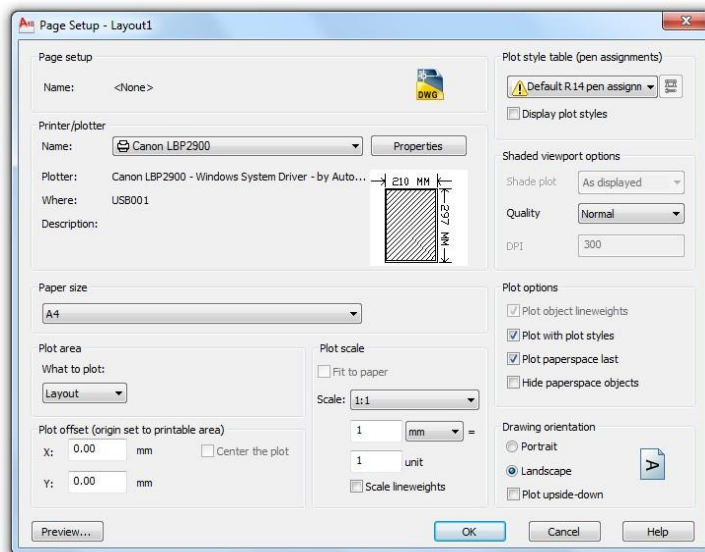 Page Setup - Layout1
Page setup
Name: <None>
DWG
Printer/plotter
Name: Canon LBP2900 Properties
Plotter: Canon LBP2900 - Windows System Driver - by Auto...
Where: USB001
Description:
210 MM
297 MM
Paper size
A4
Plot area
What to plot:
Layout
Plot offset (origin set to printable area)
X: 0.00 mm Center the plot
Y: 0.00 mm
Plot scale
Fit to paper
Scale: 1:1
1 mm =
1 unit
Scale lineweights
Plot style table (pen assignments)
Default R14 pen assignn
Display plot styles
Shaded viewport options
Shade plot As displayed
Quality Normal
DPI 300
Plot options
Plot object lineweights
Plot with plot styles
Plot paperspace last
Hide paperspace objects
Drawing orientation
Portrait
Landscape
A
Plot upside-down
Preview... OK Cancel Help